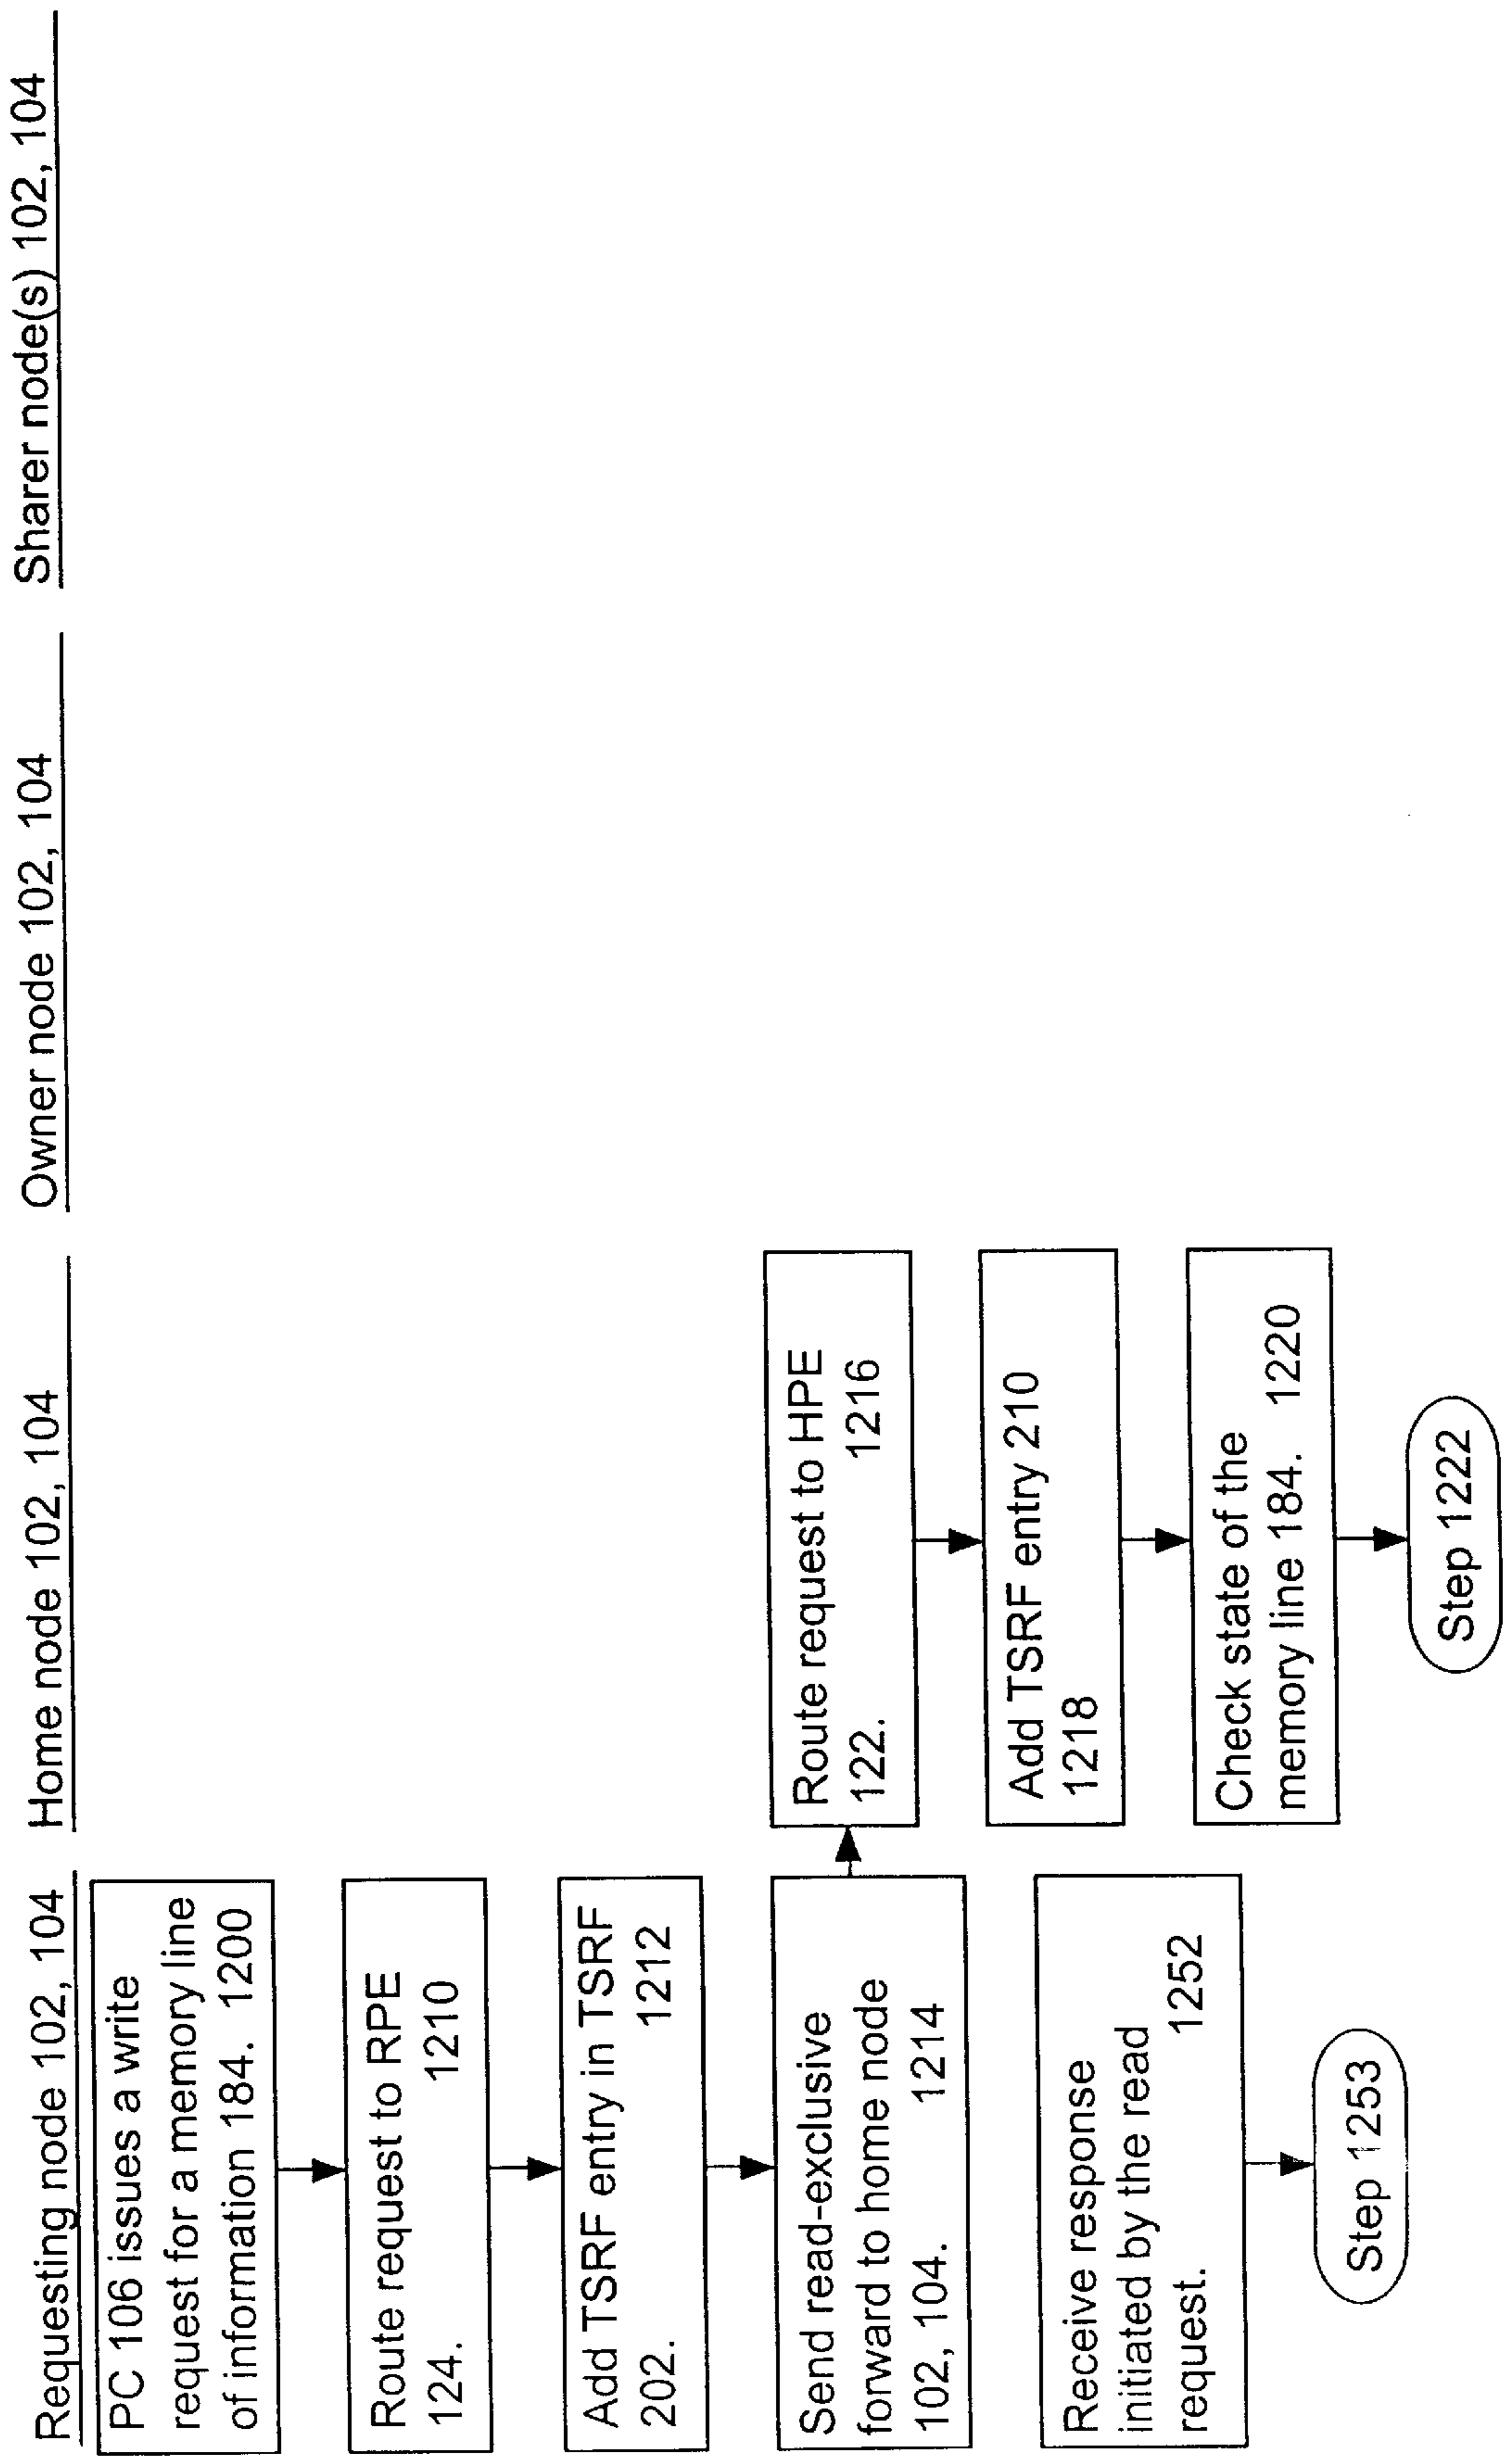 Requesting node 102, 104
Home node 102, 104
Owner node 102, 104
Sharer node(s) 102, 104
PC 106 issues a write
request for a memory line
of information 184. 1200
Route request to RPE
124. 1210
Add TSRF entry in TSRF
202. 1212
Send read-exclusive
forward to home node
102, 104. 1214
Route request to HPE
122. 1216
Add TSRF entry 210
1218
Check state of the
memory line 184. 1220
Step 1222
Receive response
initiated by the read
request. 1252
Step 1253